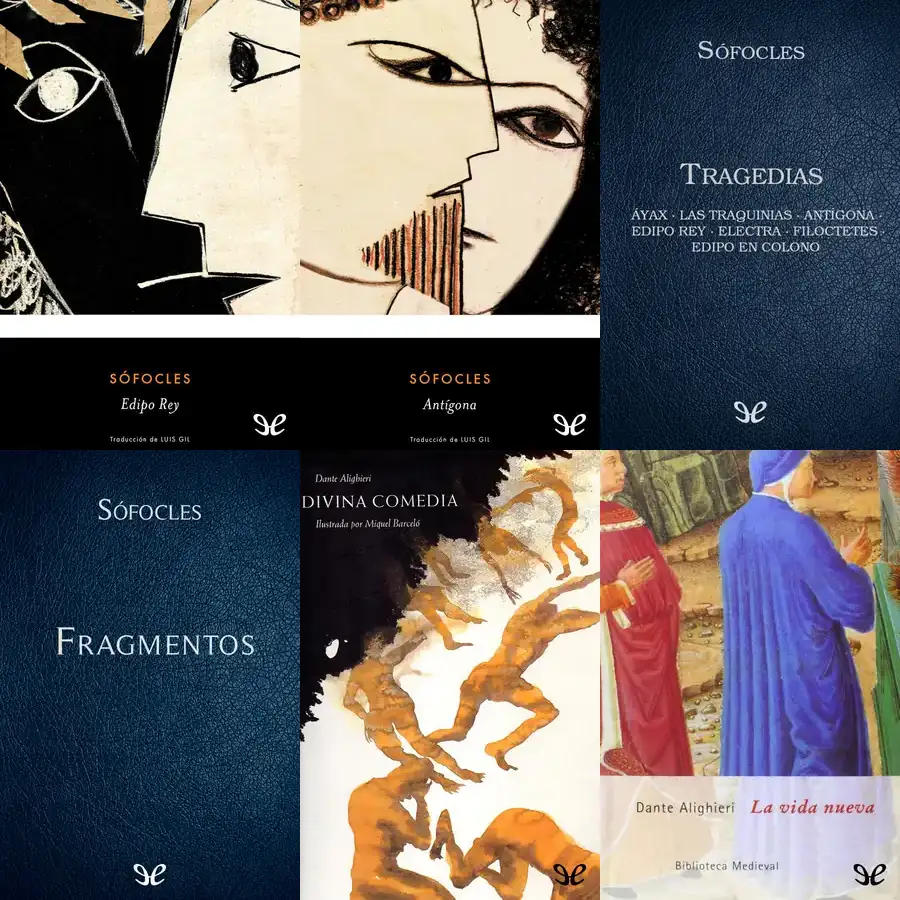 SÓFOCLES
Edipo Rey
Traducción de LUIS GIL
SÓFOCLES
Antígona
Traducción de LUIS GIL
SÓFOCLES
TRAGEDIAS
ÁYAX · LAS TRAQUINIAS · ANTÍGONA ·
EDIPO REY · ELECTRA · FILOCTETES ·
EDIPO EN COLONO
SÓFOCLES
FRAGMENTOS
Dante Alighieri
DIVINA COMEDIA
Ilustrada por Miquel Barceló
Dante Alighieri La vida nueva
Biblioteca Medieval